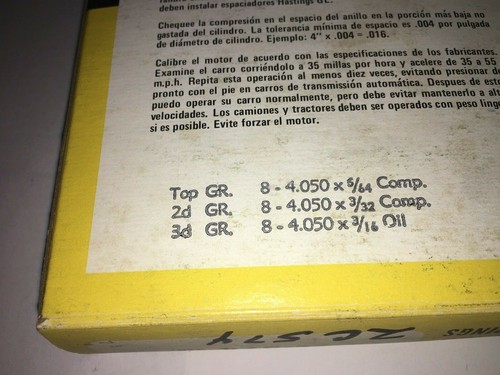 deben instalar espaciadores Hastings
Chequee la compresión en el espacio del anillo en la porción más baja no
gastada del cilindro. La tolerancia mínima de espacio es .004 por pulgada
de diámetro de cilindro. Ejemplo: 4" x .004 = .016.
Calibre el motor de acuerdo con las especificaciones de los fabricantes.
Examine el carro corriéndolo a 35 millas por hora y acelere de 35 a 55
m.p.h. Repita esta operación al menos diez veces, evitando presionar
pronto con el pie en carros de transmisión automática. Despues de
puedo operar su carro normalmente, pero debe evitar mantenerlo a
velocidades. Los camiones y tractores deben ser operados con peso
si es posible. Evite forzar el motor.
Top GR. 8 - 4.050 x 5/64 Comp.
2d GR. 8 - 4.050 x 3/32 Comp.
3d GR. 8 - 4.050 x 3/16 Oil
2C574